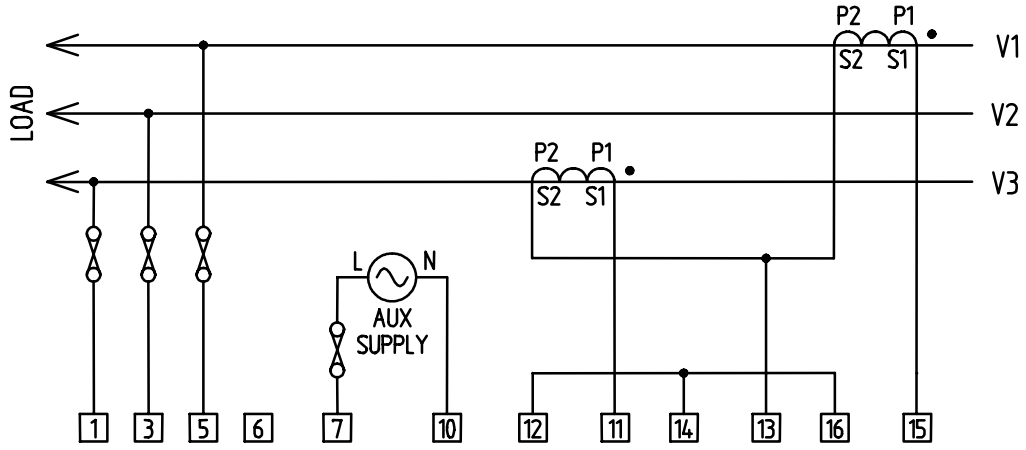 P2 P1
V1
S2 S1
LOAD
V2
P2 P1
V3
S2 S1
L N
AUX
SUPPLY
1 3 5 6 7 10 12 11 14 13 16 15